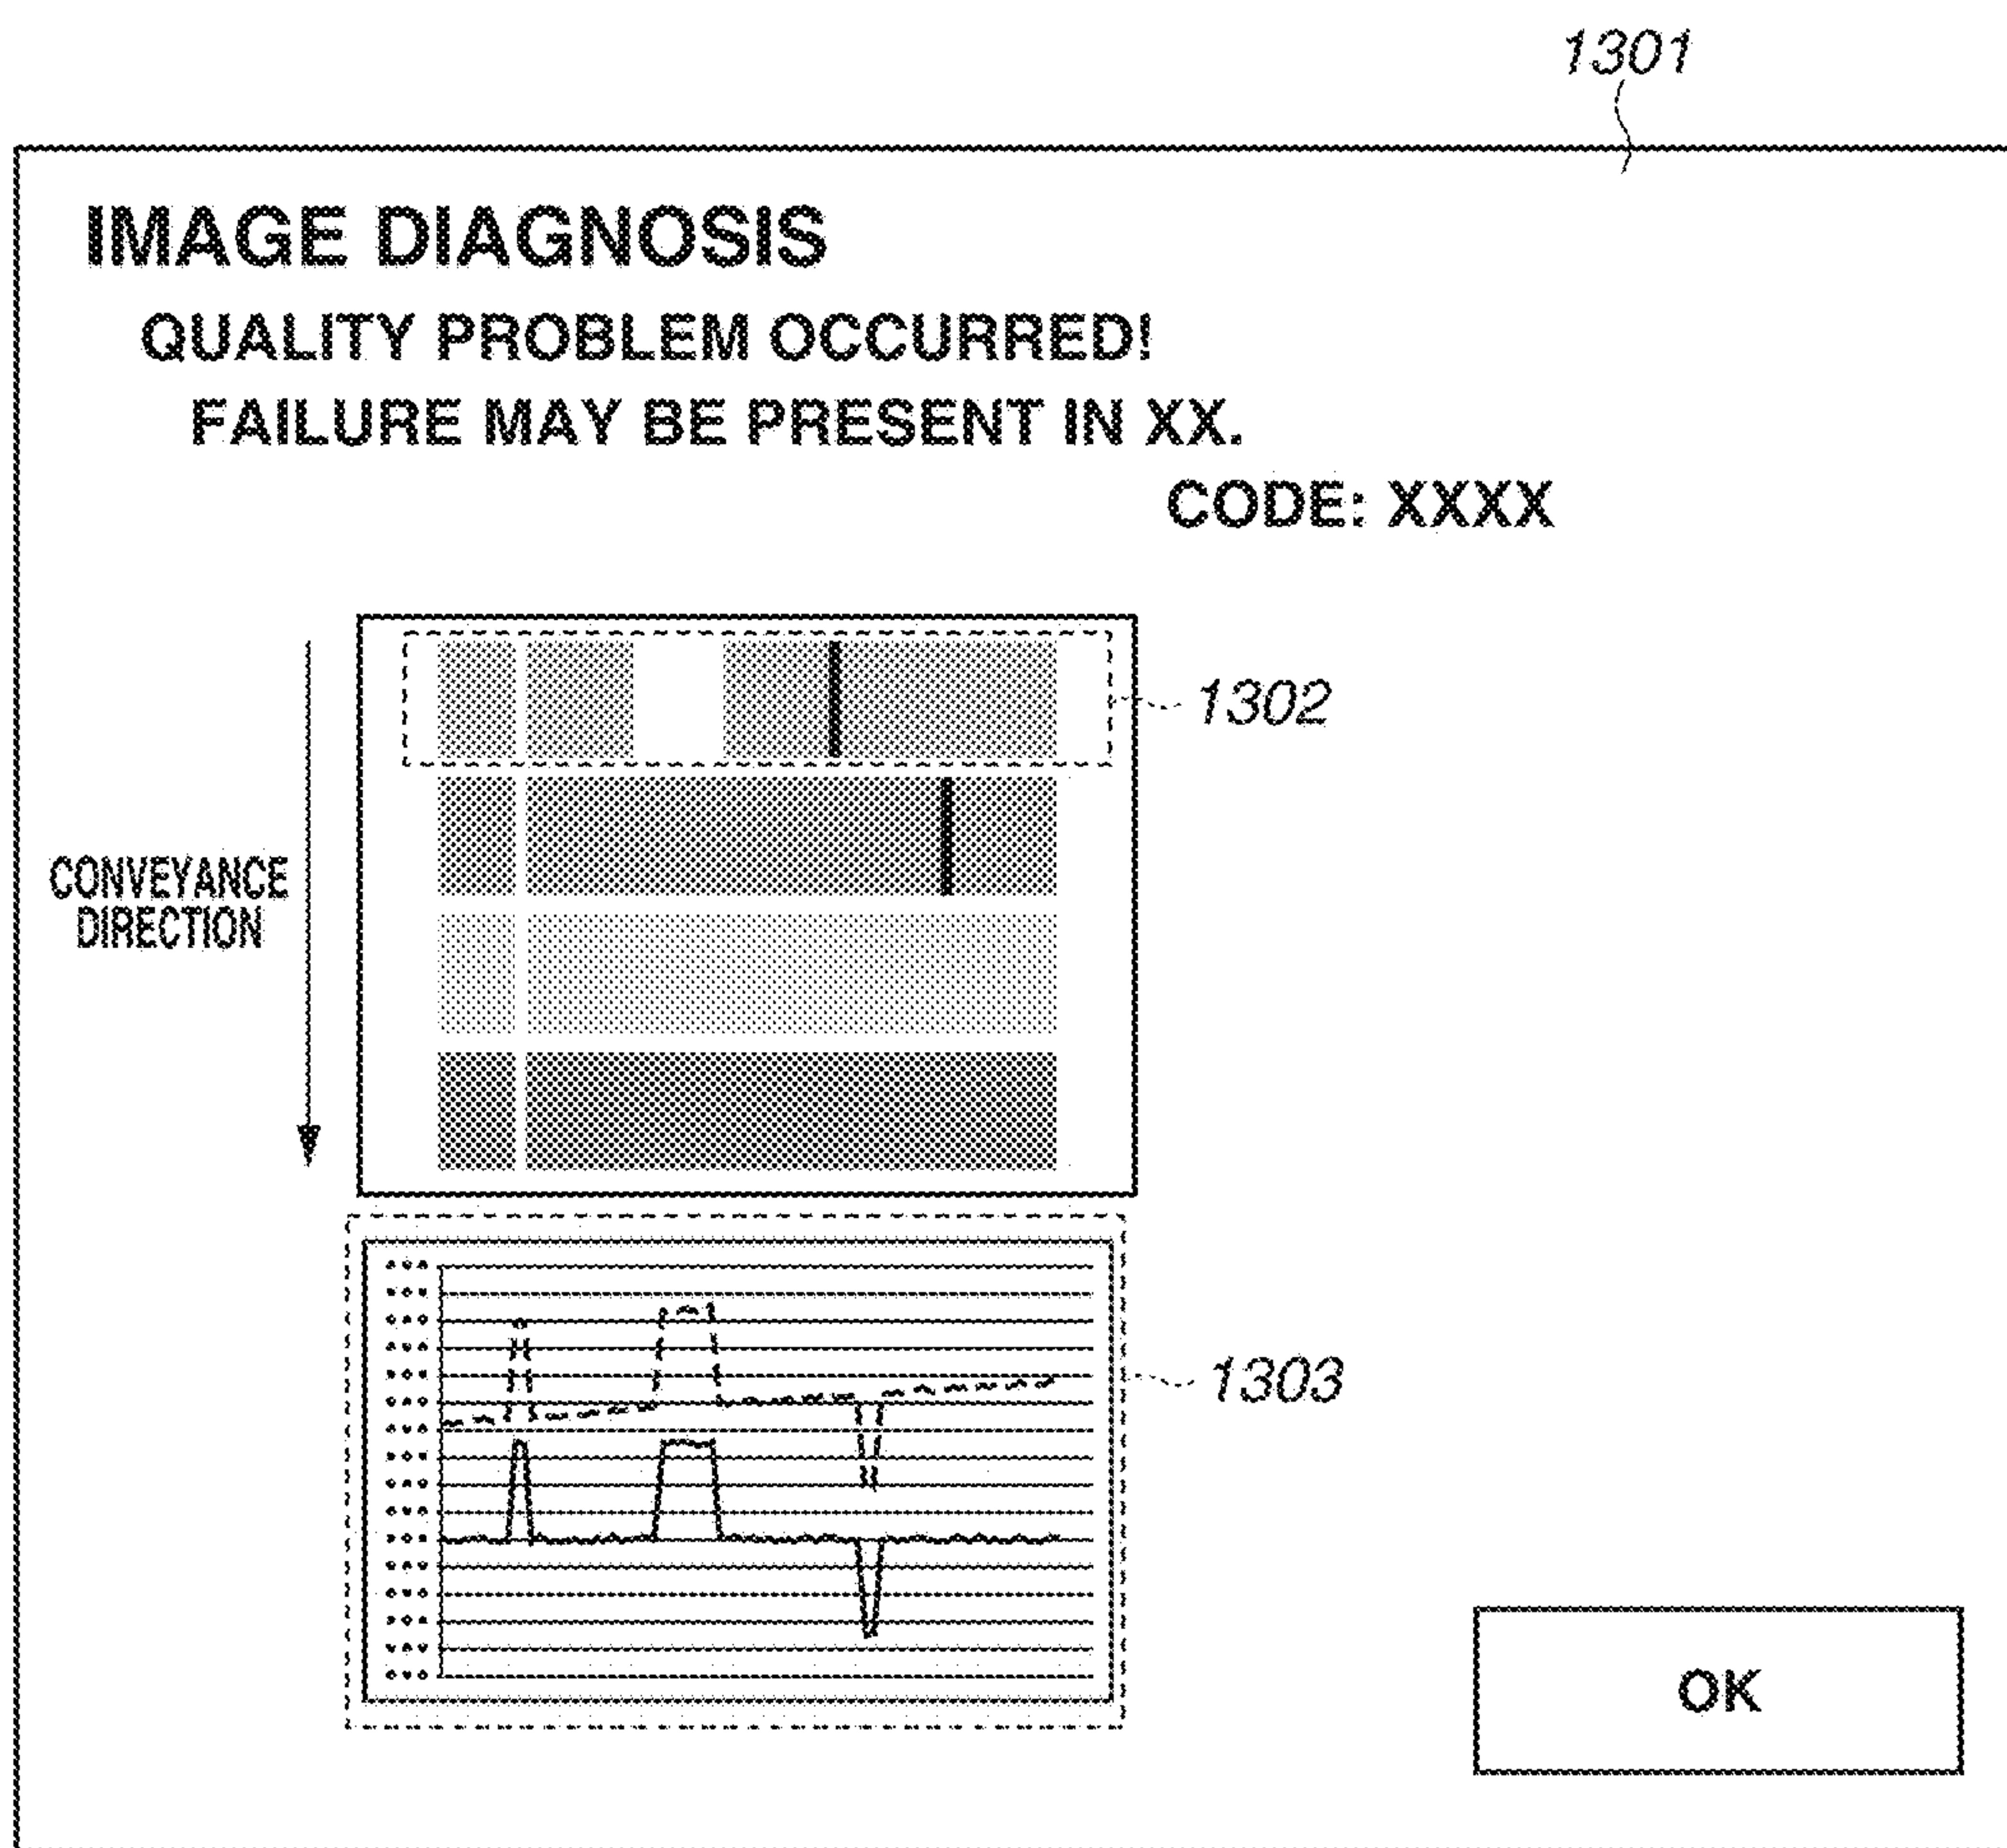 1301
IMAGE DIAGNOSIS
QUALITY PROBLEM OCCURRED!
FAILURE MAY BE PRESENT IN XX.
CODE: XXXX
1302
CONVEYANCE
DIRECTION
1303
OK